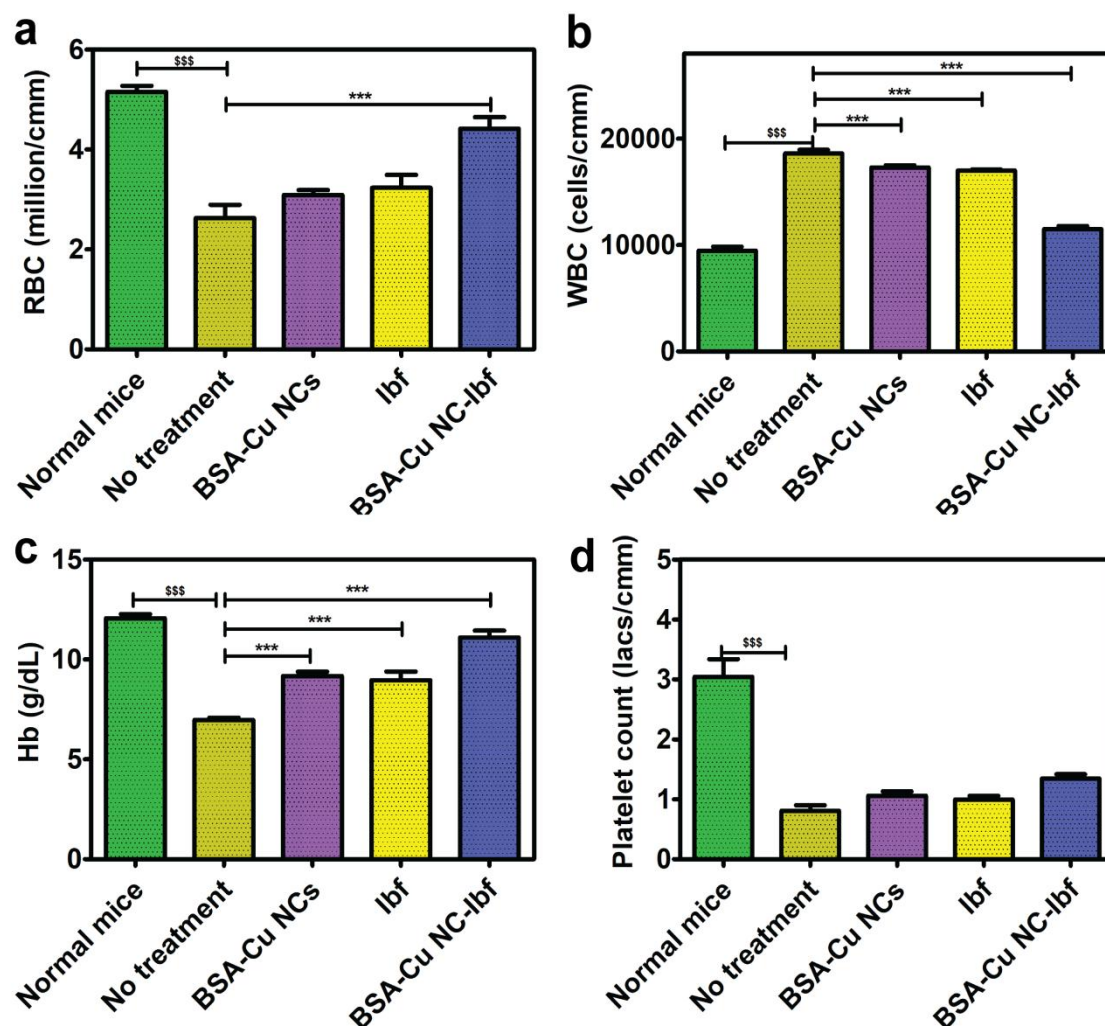 a
RBC (million/cmm)
6
4
2
0
$$$
***
Normal mice
No treatment
BSA-Cu NCs
Ibf
BSA-Cu NC-Ibf
b
WBC (cells/cmm)
20000
10000
0
$$$
***
***
***
Normal mice
No treatment
BSA-Cu NCs
Ibf
BSA-Cu NC-Ibf
c
Hb (g/dL)
15
10
5
0
$$$
***
***
***
Normal mice
No treatment
BSA-Cu NCs
Ibf
BSA-Cu NC-Ibf
d
Platelet count (lacs/cmm)
5
4
3
2
1
0
$$$
Normal mice
No treatment
BSA-Cu NCs
Ibf
BSA-Cu NC-Ibf